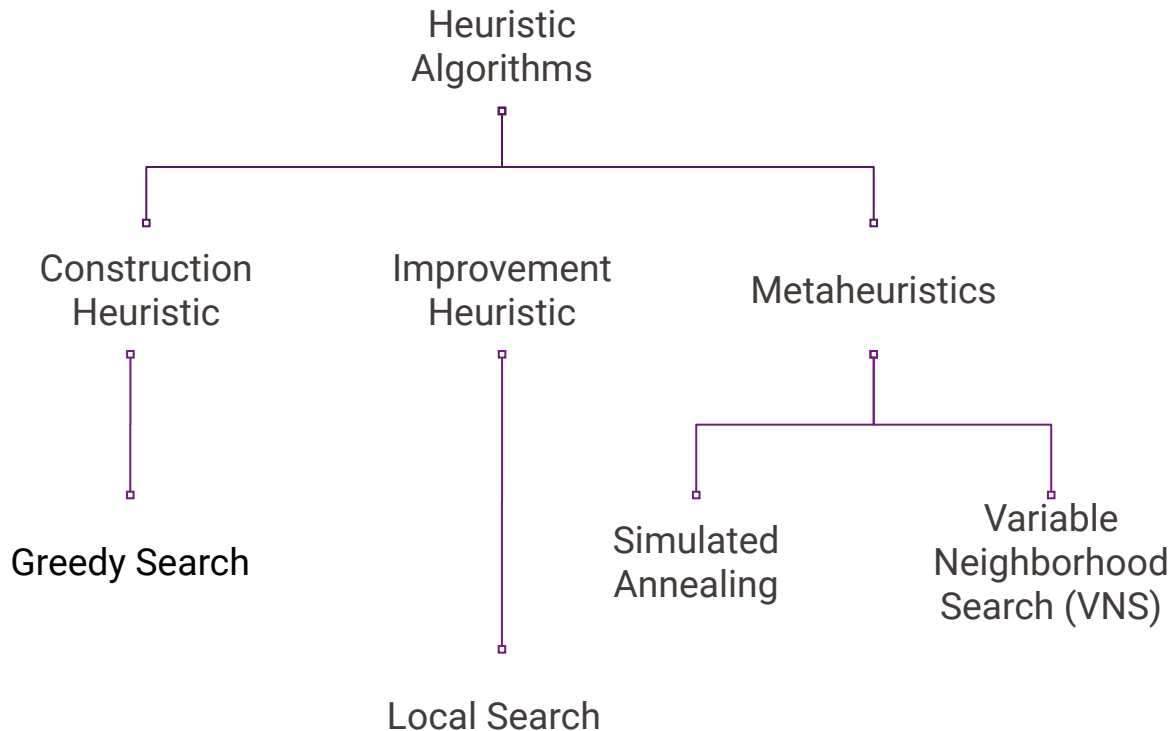 Heuristic
Algorithms
Construction
Heuristic
Improvement
Heuristic
Metaheuristics
Greedy Search
Simulated
Annealing
Variable
Neighborhood
Search (VNS)
Local Search